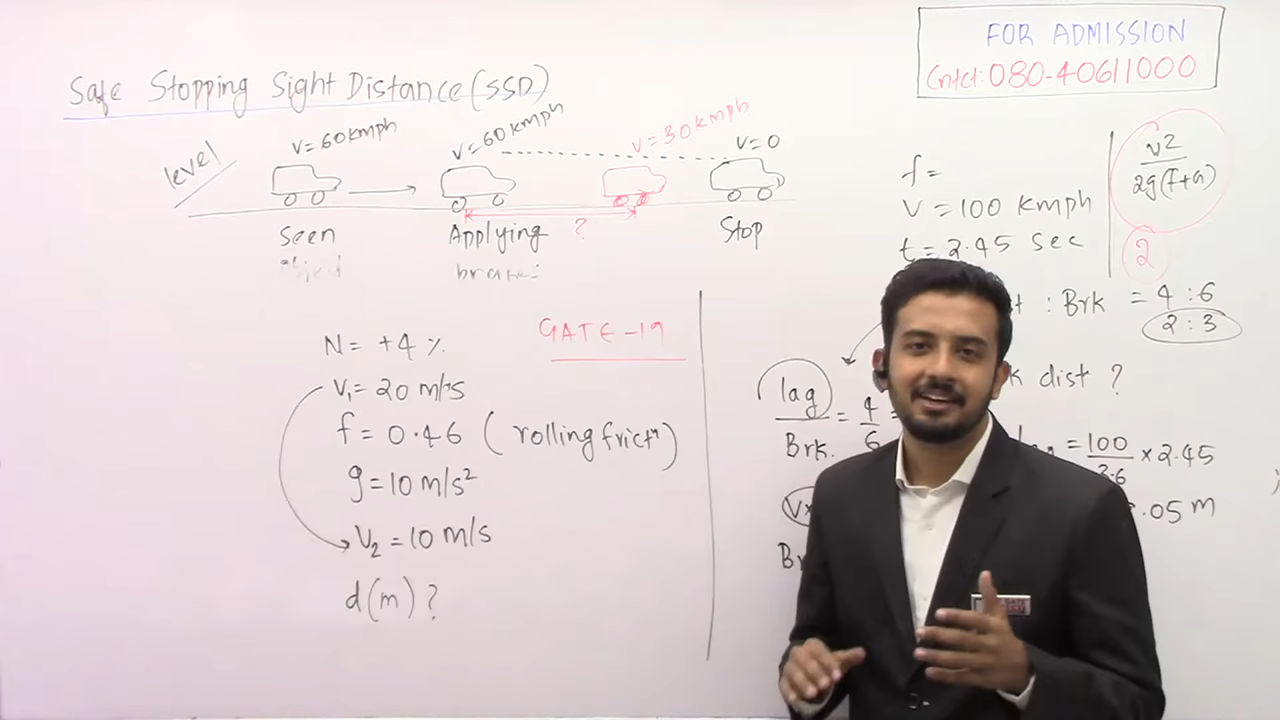 FOR ADMISSION
Cntct: 080-40611000
Safe Stopping Sight Distance (SSD)
level
V=60kmph
V=60kmph
V=30kmph
V=0
Seen
Applying
?
Stop
N= +4 %
V₁= 20 m/s
f= 0.46 (rolling frictⁿ)
g=10 m/s²
V₂ =10 m/s
d(m) ?
GATE-19
f=
V = 100 kmph
t= 2.45 sec
v²
2g(f+n)
2
: Brk = 4 : 6
2 : 3
dist ?
lag
Brk.
= 4
6
= 100
3.6
× 2.45
.05 m